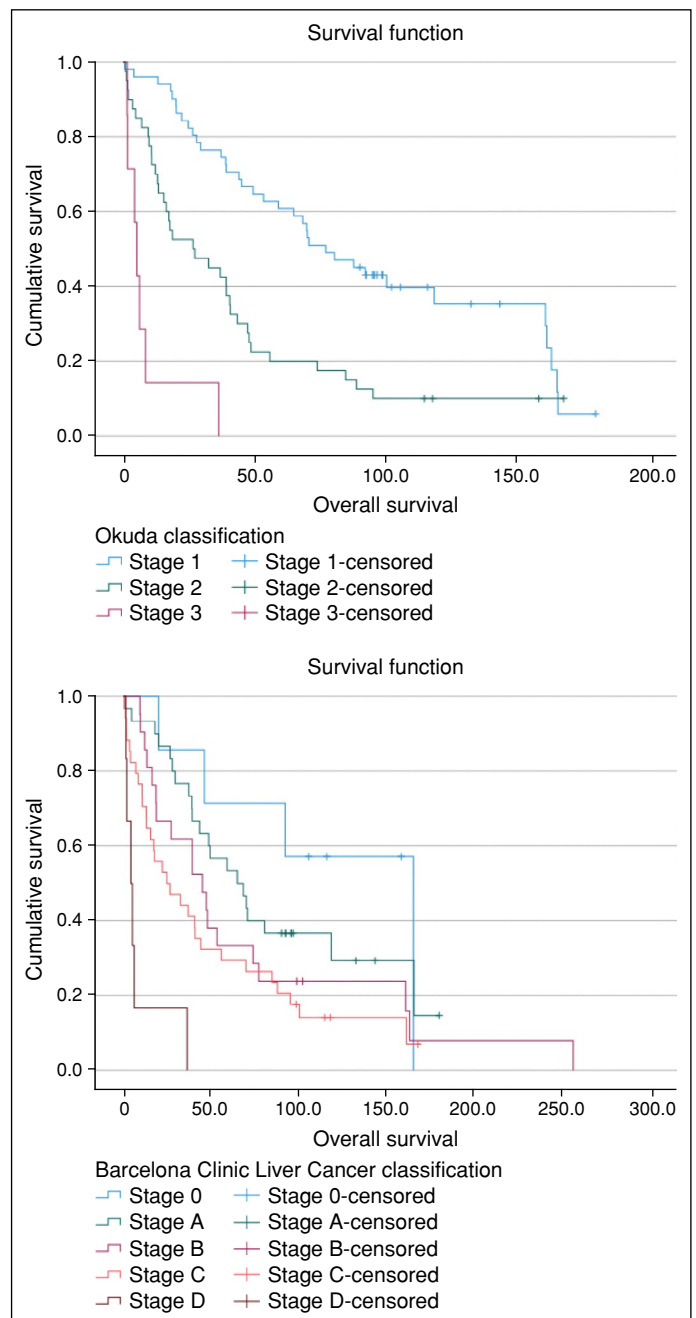 Survival function
1.0
0.8
0.6
0.4
0.2
0.0
Cumulative survival
0 50.0 100.0 150.0 200.0
Overall survival
Okuda classification
Stage 1 Stage 1-censored
Stage 2 Stage 2-censored
Stage 3 Stage 3-censored
Survival function
1.0
0.8
0.6
0.4
0.2
0.0
Cumulative survival
0 50.0 100.0 150.0 200.0 250.0 300.0
Overall survival
Barcelona Clinic Liver Cancer classification
Stage 0 Stage 0-censored
Stage A Stage A-censored
Stage B Stage B-censored
Stage C Stage C-censored
Stage D Stage D-censored